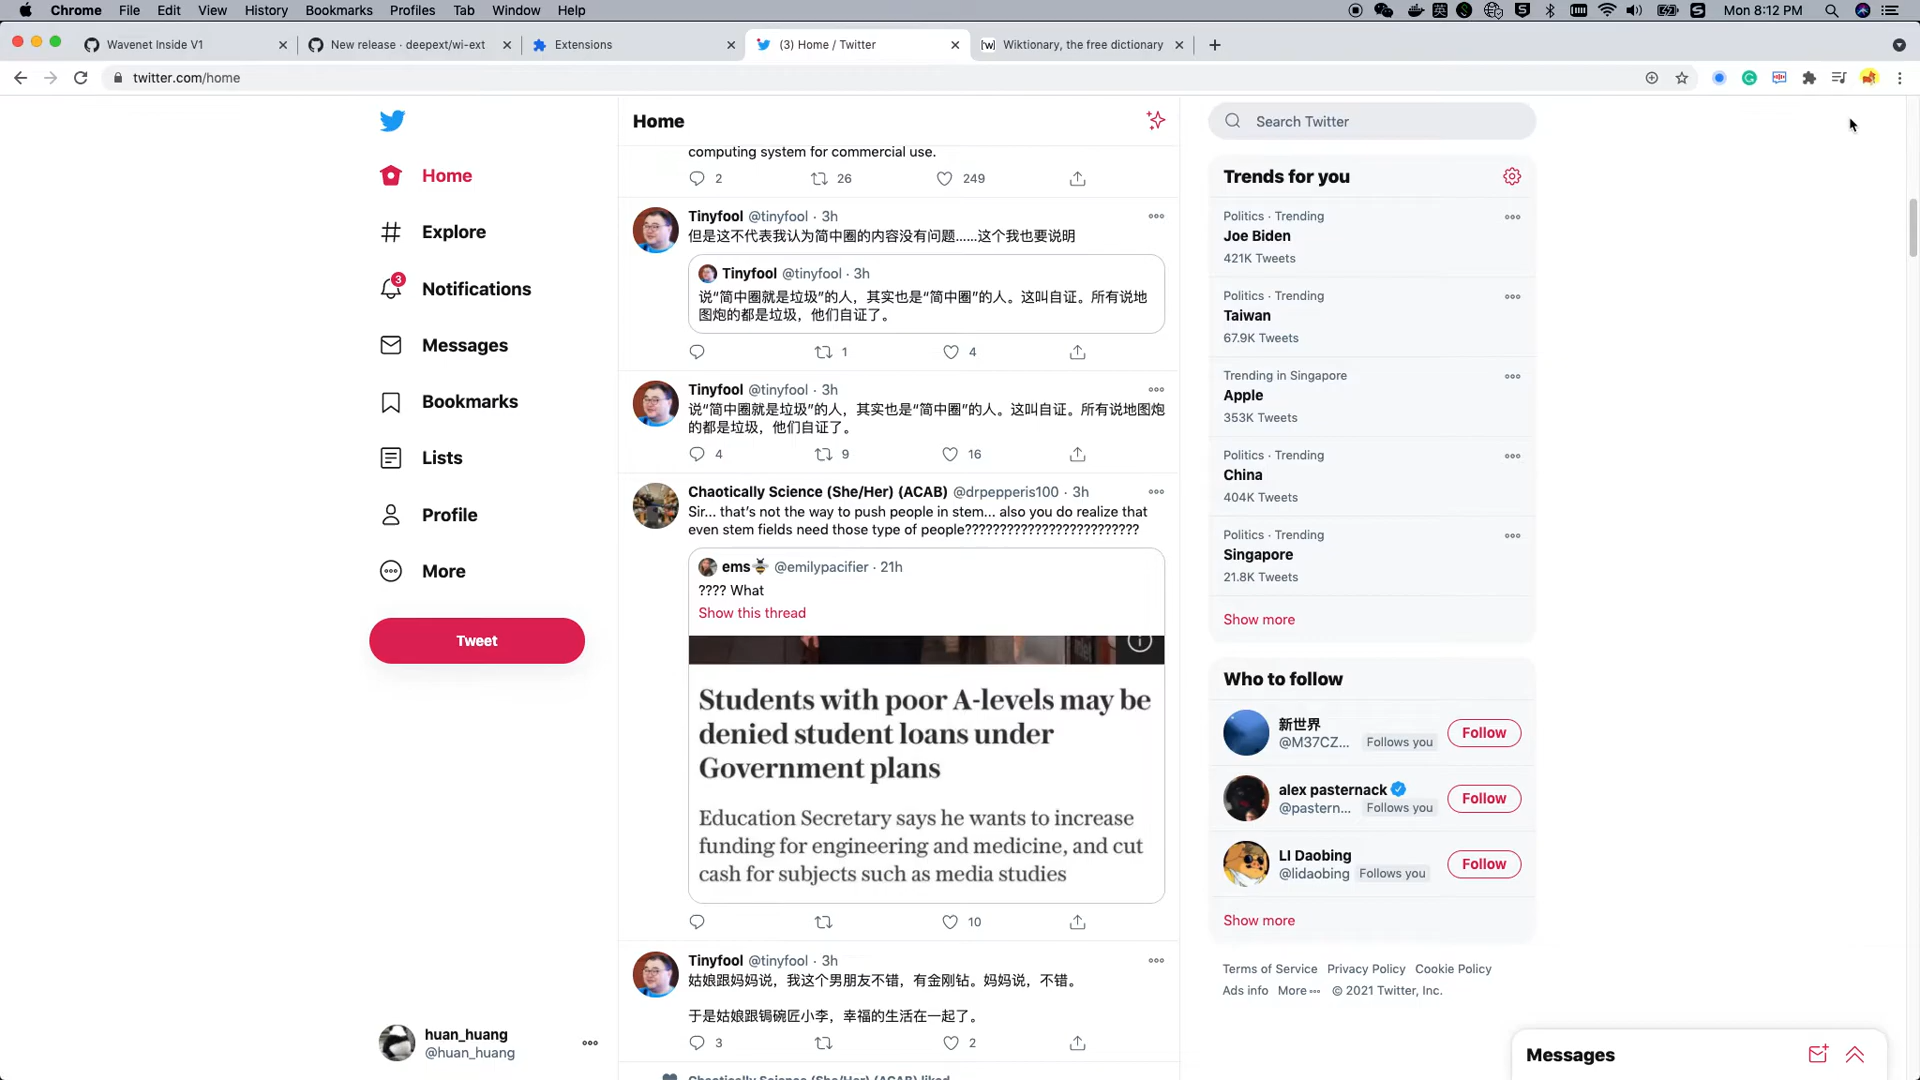 Chrome File Edit View History Bookmarks Profiles Tab Window Help
英
Mon 8:12 PM
Wavenet Inside V1
New release · deepext/wi-ext
Extensions
(3) Home / Twitter
Wiktionary, the free dictionary
twitter.com/home
Home
Explore
3
Notifications
Messages
Bookmarks
Lists
Profile
More
Tweet
huan_huang
@huan_huang
Home
computing system for commercial use.
2 26 249
Tinyfool @tinyfool · 3h
但是这不代表我认为简中圈的内容没有问题……这个我也要说明
Tinyfool @tinyfool · 3h
说“简中圈就是垃圾”的人，其实也是“简中圈”的人。这叫自证。所有说地
图炮的都是垃圾，他们自证了。
1 4
Tinyfool @tinyfool · 3h
说“简中圈就是垃圾”的人，其实也是“简中圈”的人。这叫自证。所有说地图炮
的都是垃圾，他们自证了。
4 9 16
Chaotically Science (She/Her) (ACAB) @drpepperis100 · 3h
Sir... that’s not the way to push people in stem... also you do realize that
even stem fields need those type of people?????????????????????????
ems @emilypacifier · 21h
???? What
Show this thread
Students with poor A-levels may be
denied student loans under
Government plans
Education Secretary says he wants to increase
funding for engineering and medicine, and cut
cash for subjects such as media studies
10
Tinyfool @tinyfool · 3h
姑娘跟妈妈说，我这个男朋友不错，有金刚钻。妈妈说，不错。
于是姑娘跟锔碗匠小李，幸福的生活在一起了。
3 2
Chaotically Science (She/Her) (ACAB) liked
Search Twitter
Trends for you
Politics · Trending
Joe Biden
421K Tweets
Politics · Trending
Taiwan
67.9K Tweets
Trending in Singapore
Apple
353K Tweets
Politics · Trending
China
404K Tweets
Politics · Trending
Singapore
21.8K Tweets
Show more
Who to follow
新世界
@M37CZ... Follows you
Follow
alex pasternack
@pastern... Follows you
Follow
LI Daobing
@lidaobing Follows you
Follow
Show more
Terms of Service Privacy Policy Cookie Policy
Ads info More © 2021 Twitter, Inc.
Messages